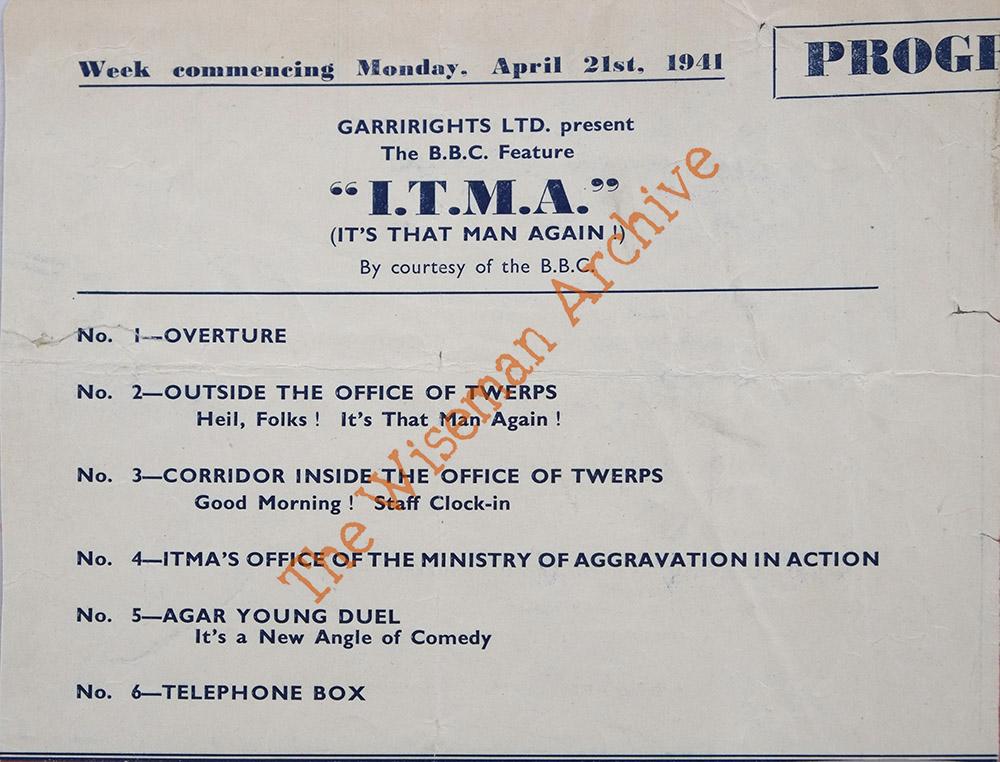 Week commencing Monday, April 21st, 1941
PROGR
GARRIRIGHTS LTD. present
The B.B.C. Feature
“I.T.M.A.”
(IT'S THAT MAN AGAIN!)
By courtesy of the B.B.C.
No. 1—OVERTURE
No. 2—OUTSIDE THE OFFICE OF TWERPS
Heil, Folks! It's That Man Again!
No. 3—CORRIDOR INSIDE THE OFFICE OF TWERPS
Good Morning! Staff Clock-in
No. 4—ITMA'S OFFICE OF THE MINISTRY OF AGGRAVATION IN ACTION
No. 5—AGAR YOUNG DUEL
It's a New Angle of Comedy
No. 6—TELEPHONE BOX
The Wiseman Archive